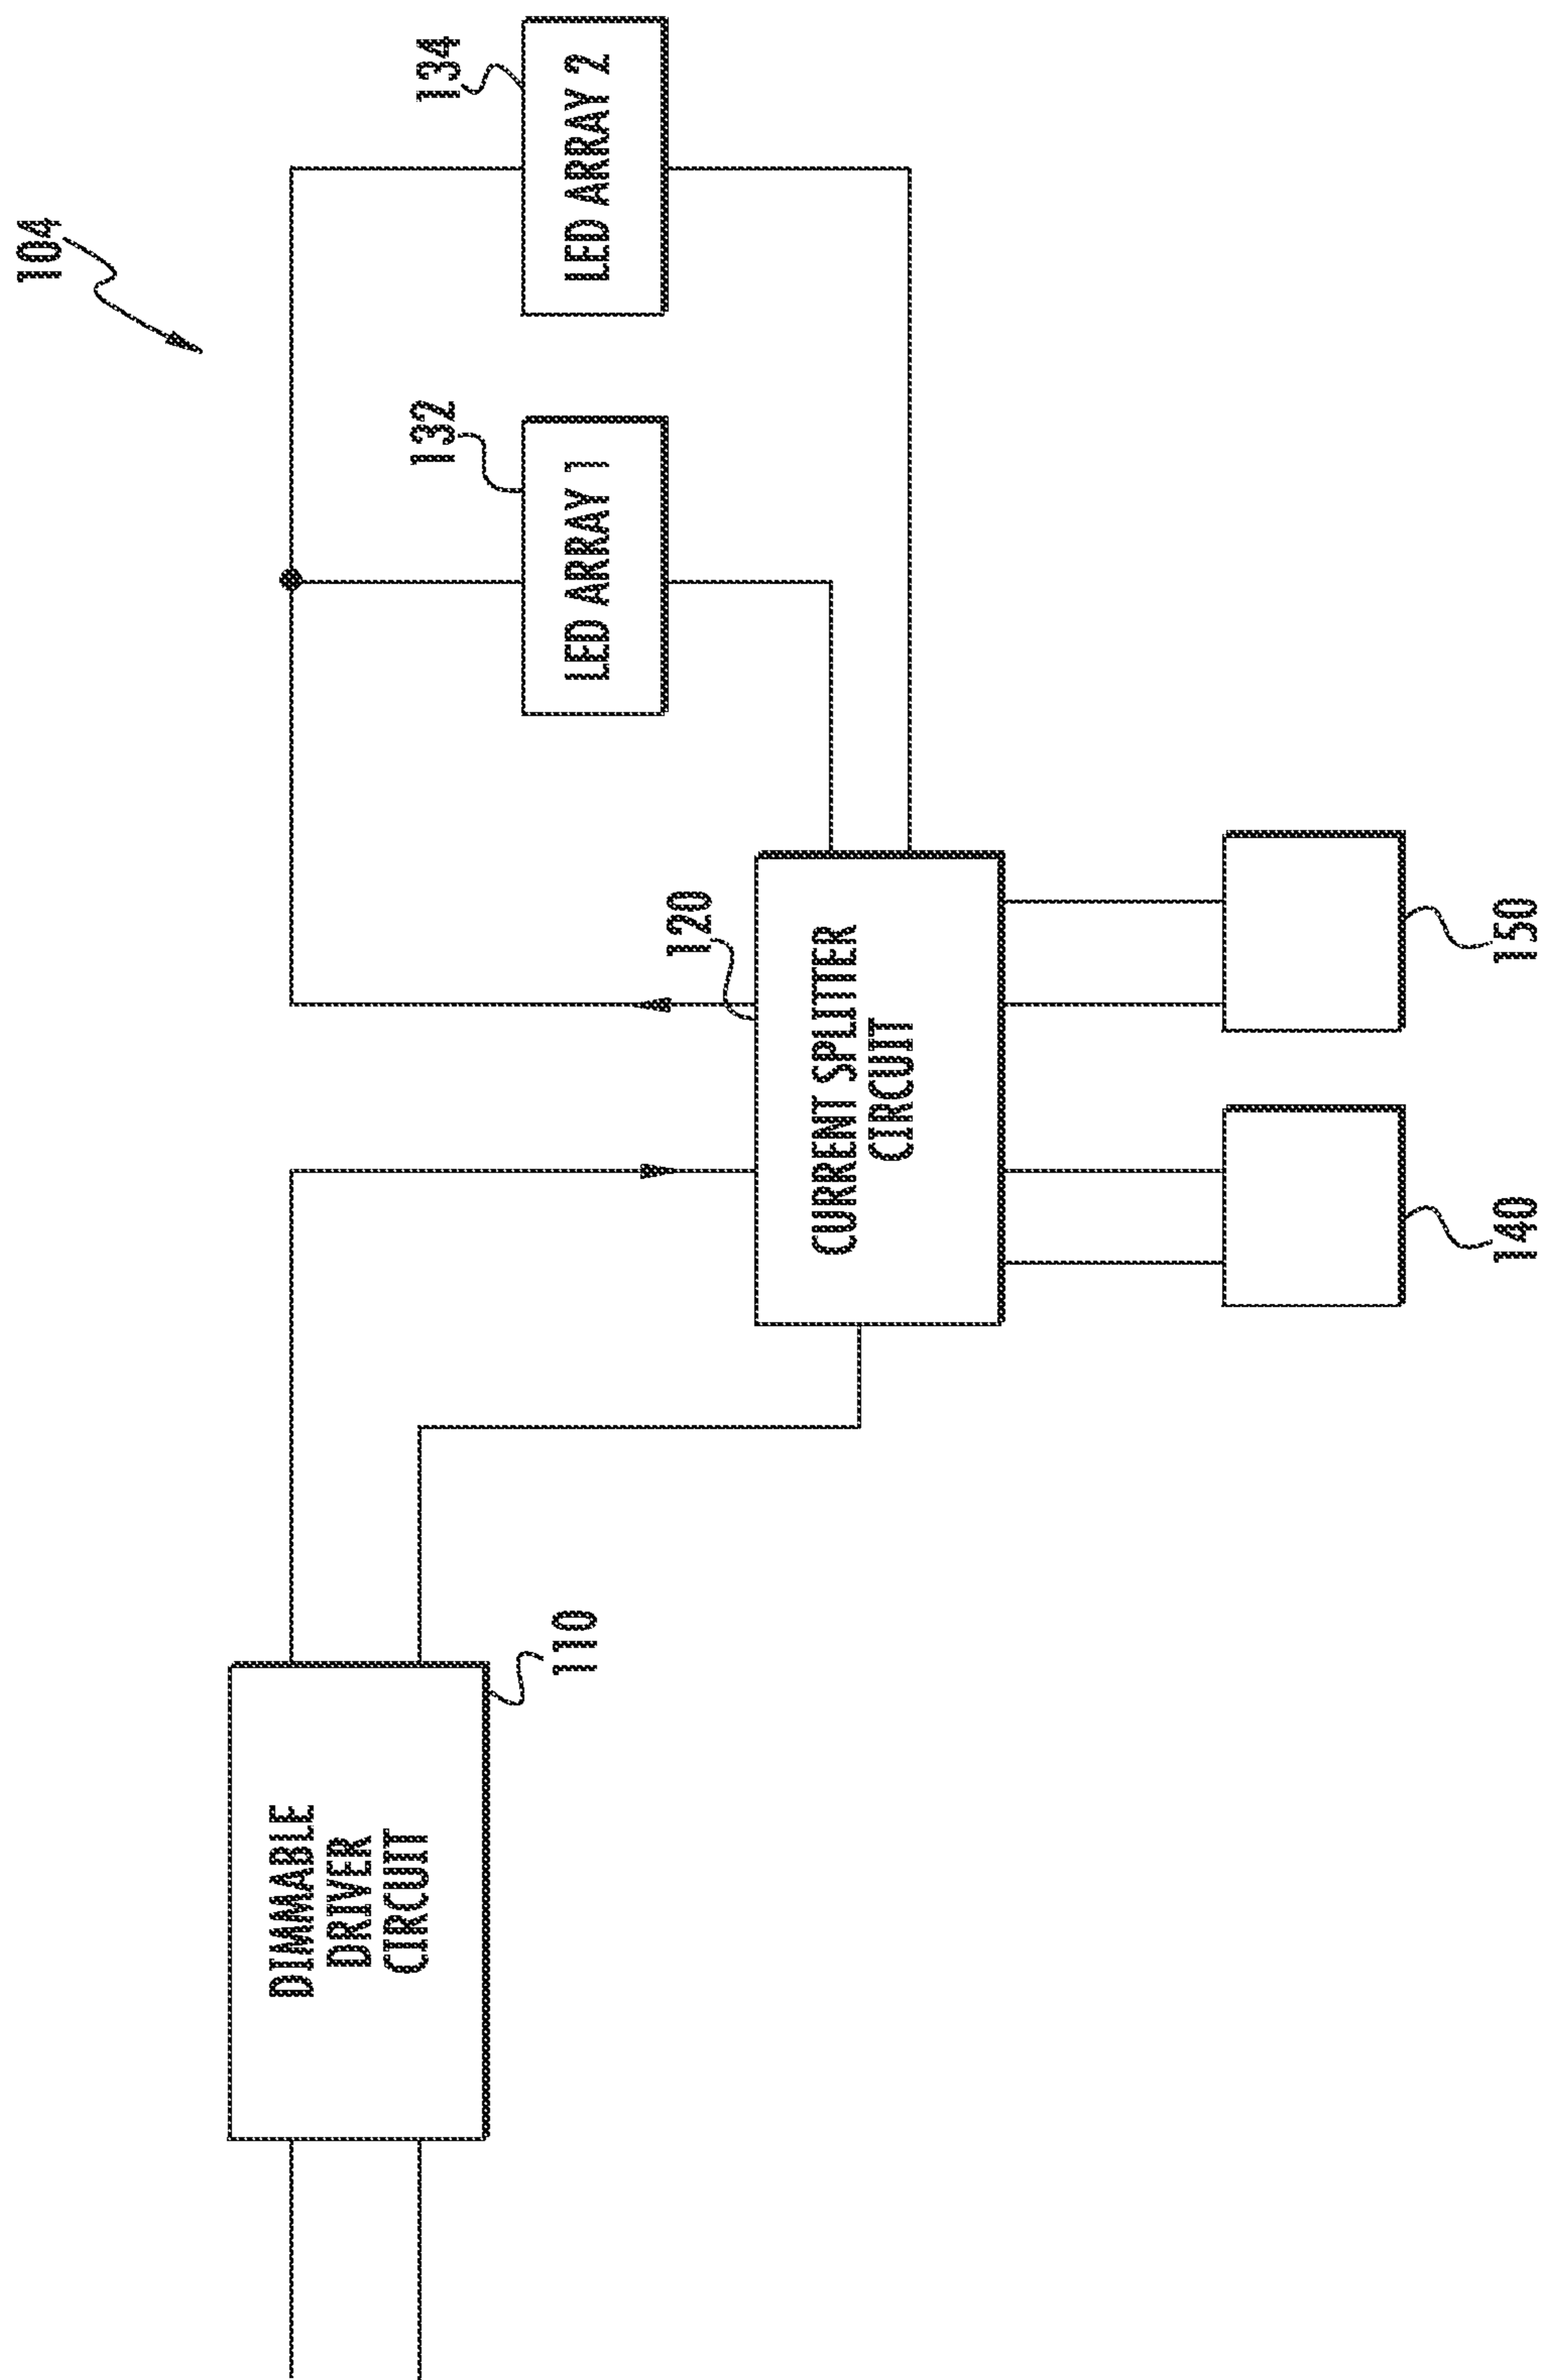 104
134
LED ARRAY 2
132
LED ARRAY 1
120
CURRENT SPLITTER
CIRCUIT
150
140
110
DIMMABLE
DRIVER
CIRCUIT